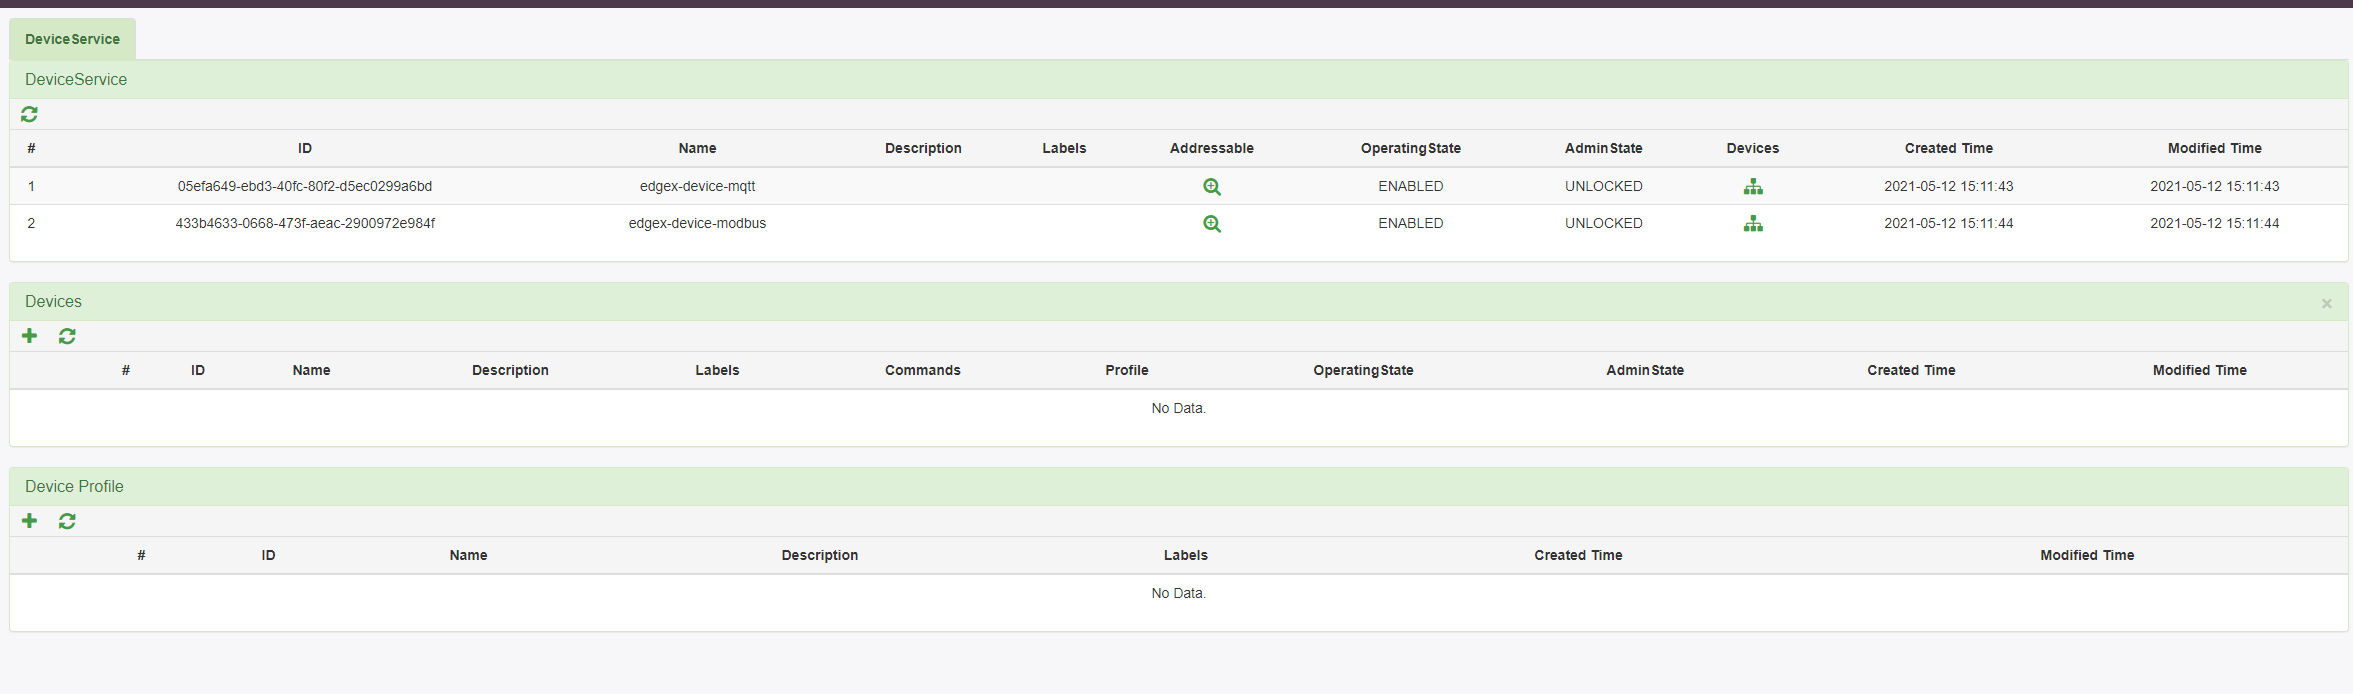 DeviceService
DeviceService
# ID Name Description Labels Addressable OperatingState AdminState Devices Created Time Modified Time
1 05efa649-ebd3-40fc-80f2-d5ec0299a6bd edgex-device-mqtt ENABLED UNLOCKED 2021-05-12 15:11:43 2021-05-12 15:11:43
2 433b4633-0668-473f-aeac-2900972e984f edgex-device-modbus ENABLED UNLOCKED 2021-05-12 15:11:44 2021-05-12 15:11:44
Devices ×
# ID Name Description Labels Commands Profile OperatingState AdminState Created Time Modified Time
No Data.
Device Profile
# ID Name Description Labels Created Time Modified Time
No Data.